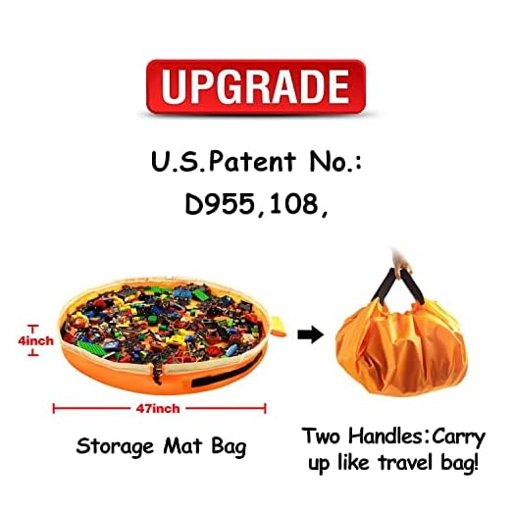 UPGRADE
U.S.Patent No.:
D955,108,
4inch
47inch
Storage Mat Bag
Two Handles:Carry
up like travel bag!